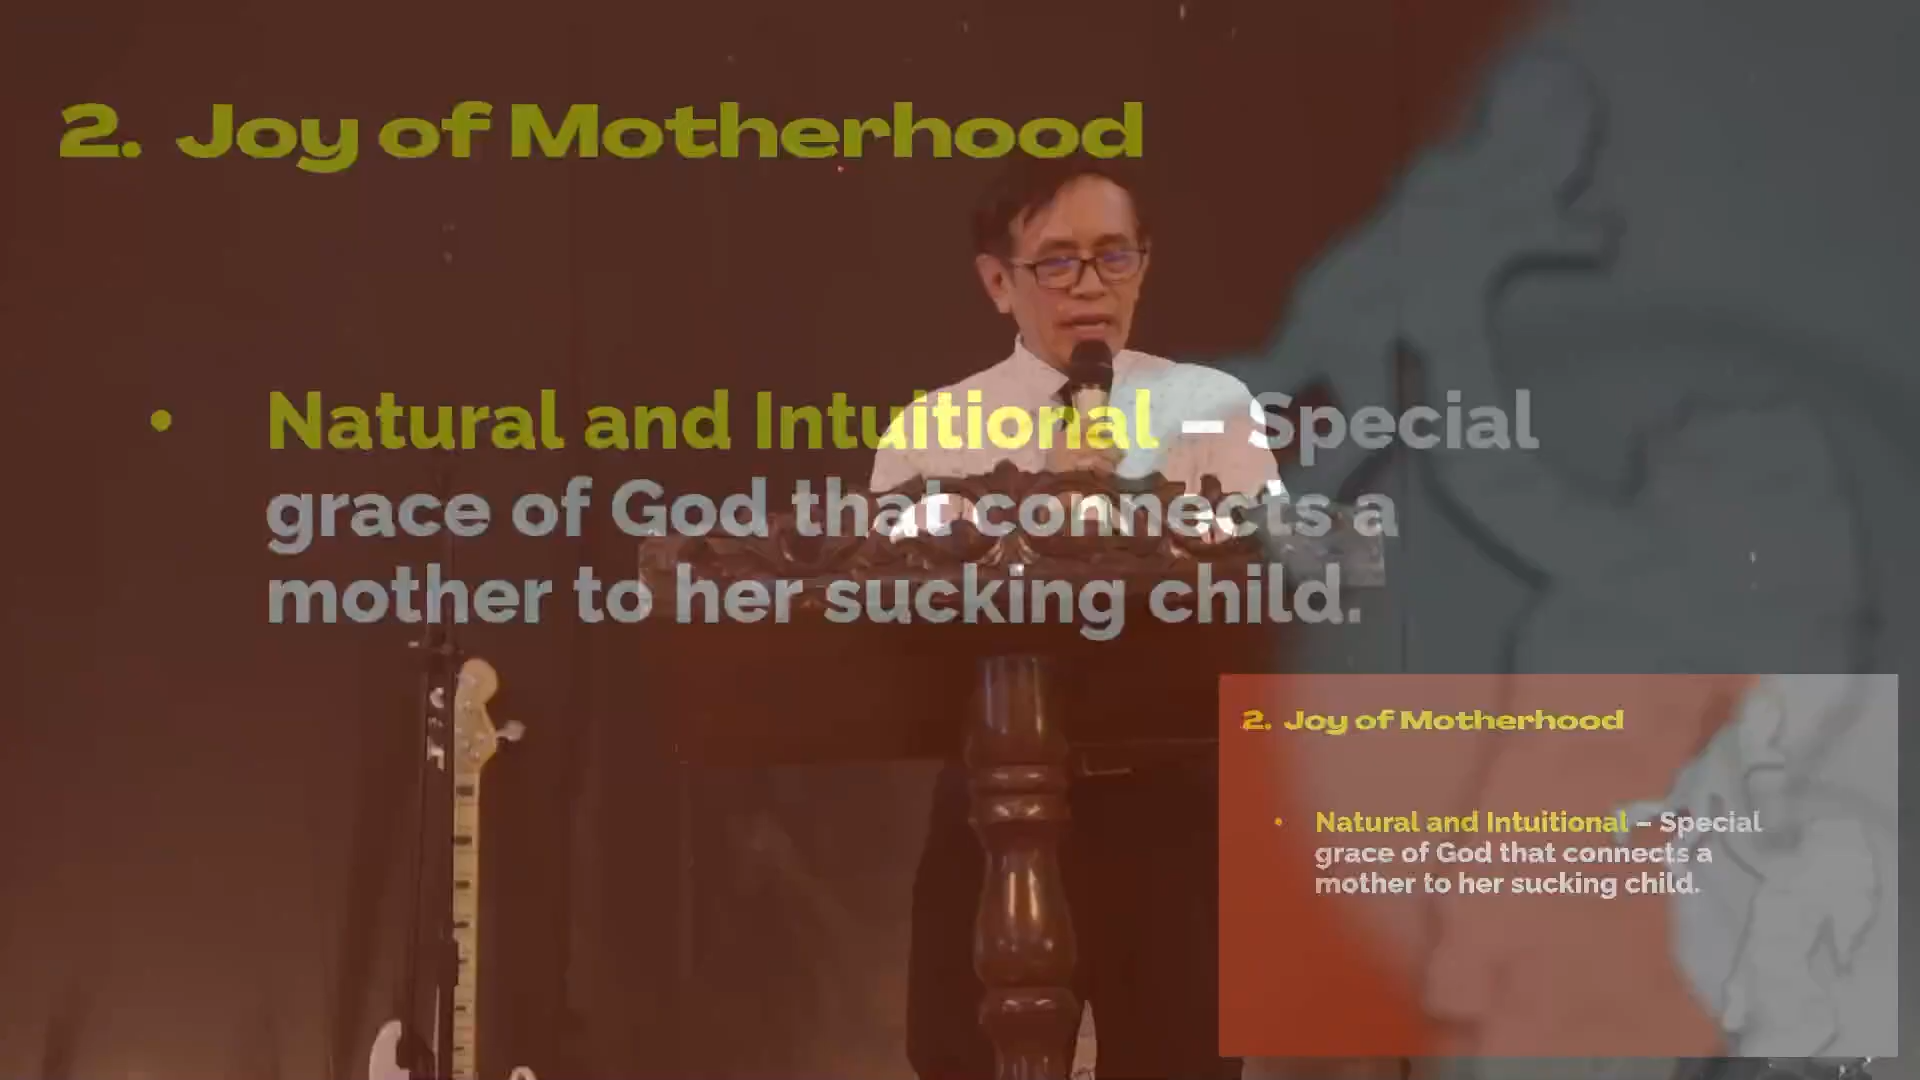 2. Joy of Motherhood
• Natural and Intuitional – Special
grace of God that connects a
mother to her sucking child.
2. Joy of Motherhood
• Natural and Intuitional – Special
grace of God that connects a
mother to her sucking child.